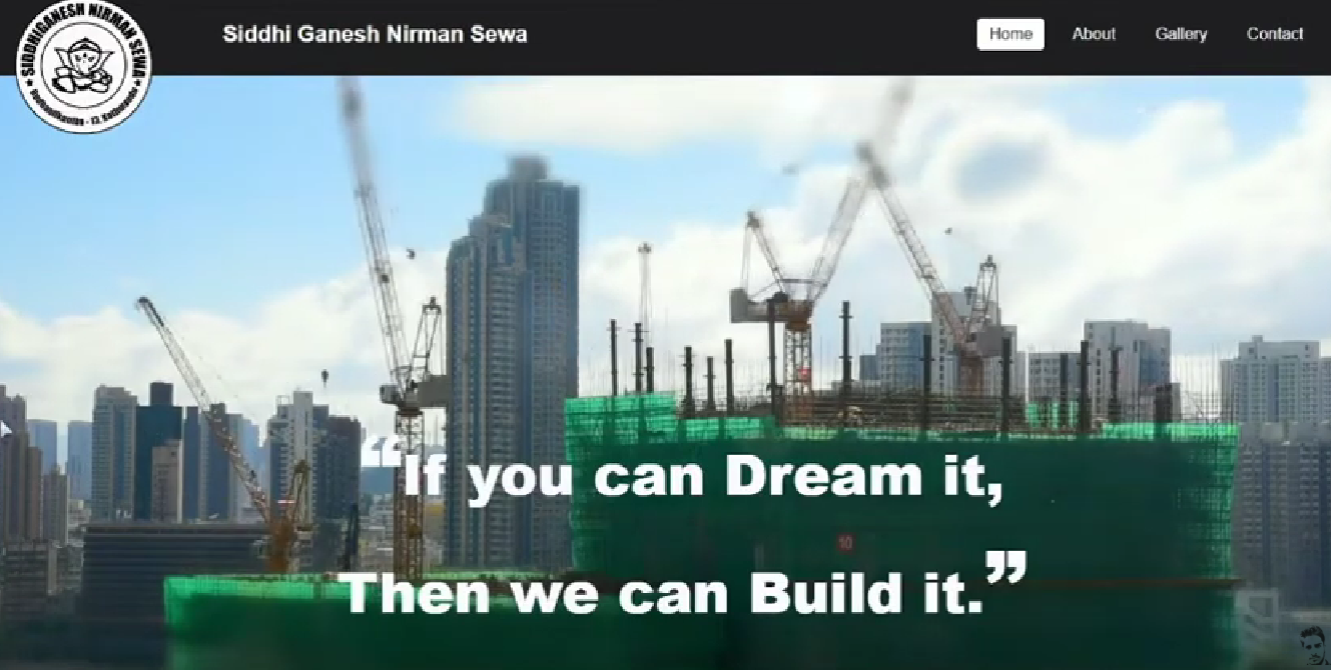 SIDDHIGANESH NIRMAN SEWA
Siddhi Ganesh Nirman Sewa
Home
About
Gallery
Contact
“If you can Dream it,
Then we can Build it.”
10